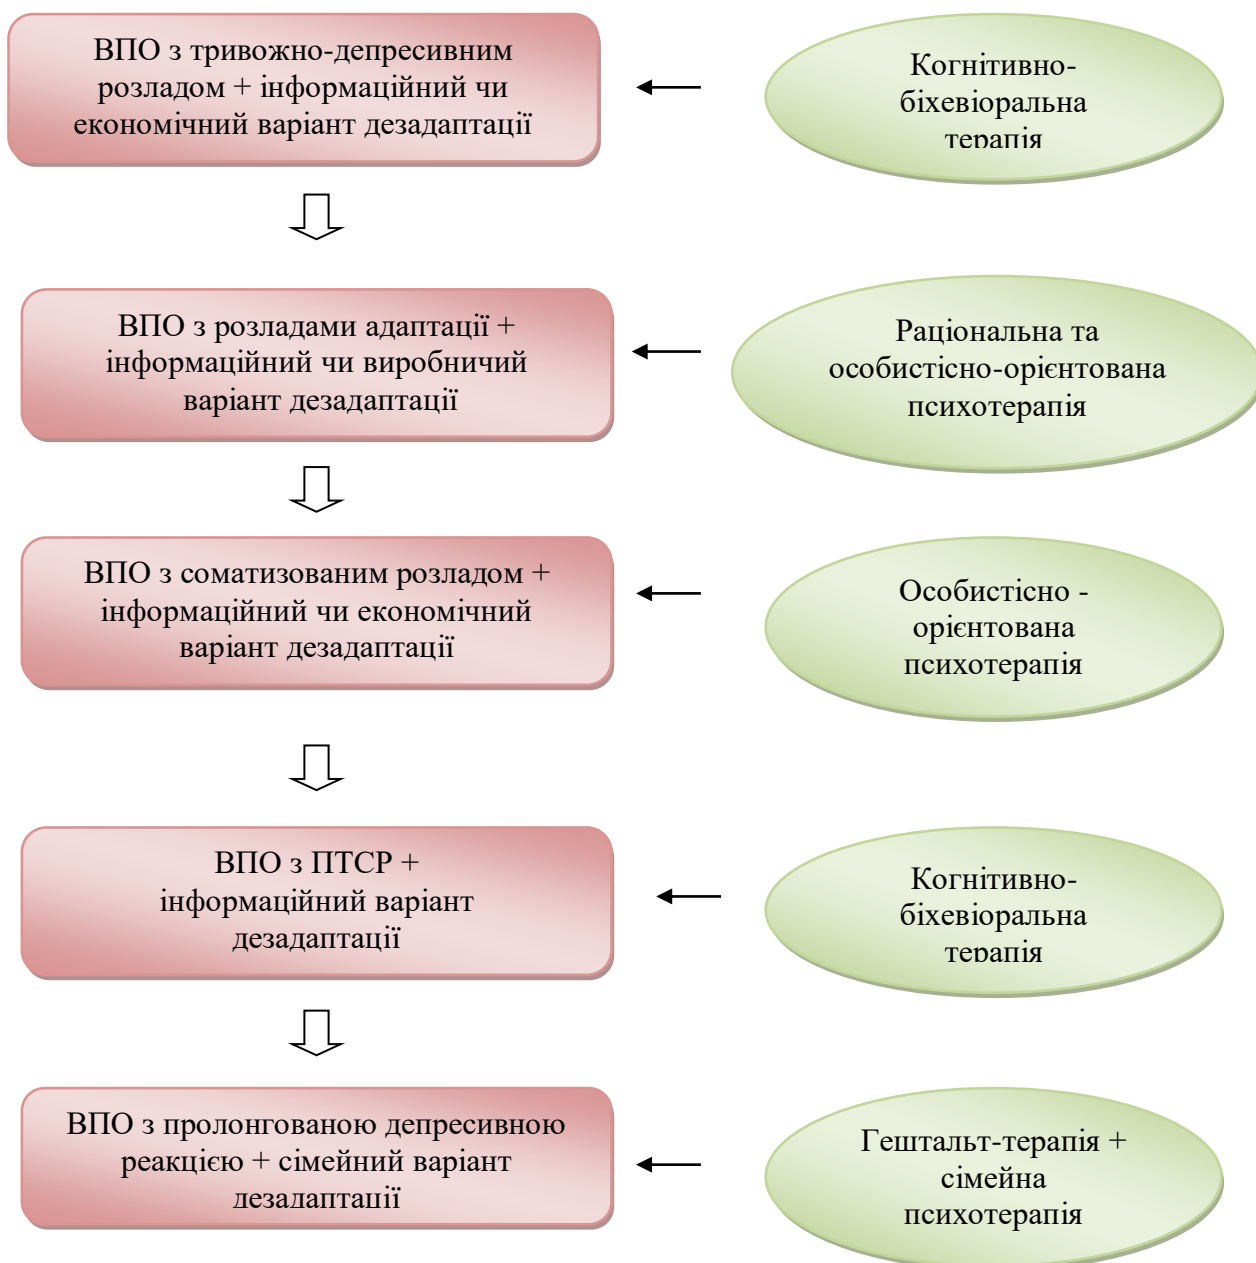 ВПО з тривожно-депресивним
розладом + інформаційний чи
економічний варіант дезадаптації
Когнітивно-
біхевіоральна
терапія
ВПО з розладами адаптації +
інформаційний чи виробничий
варіант дезадаптації
Раціональна та
особистісно-орієнтована
психотерапія
ВПО з соматизованим розладом +
інформаційний чи економічний
варіант дезадаптації
Особистісно -
орієнтована
психотерапія
ВПО з ПТСР +
інформаційний варіант
дезадаптації
Когнітивно-
біхевіоральна
терапія
ВПО з пролонгованою депресивною
реакцією + сімейний варіант
дезадаптації
Гештальт-терапія +
сімейна
психотерапія